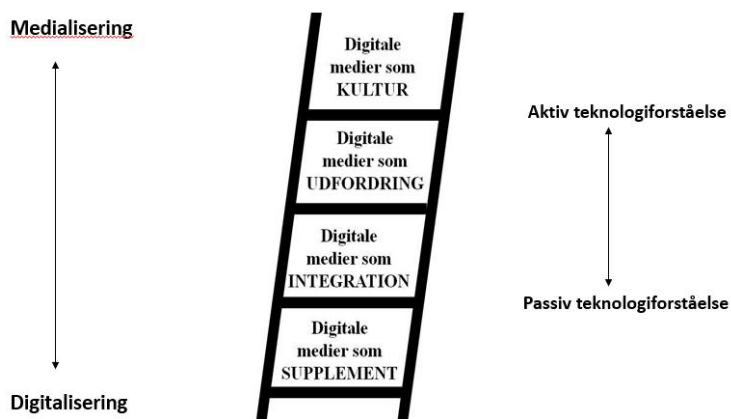 Medialisering
Digitale
medier som
KULTUR
Aktiv teknologiforståelse
Digitale
medier som
UDFORDRING
Digitale
medier som
INTEGRATION
Passiv teknologiforståelse
Digitale
medier som
SUPPLEMENT
Digitalisering